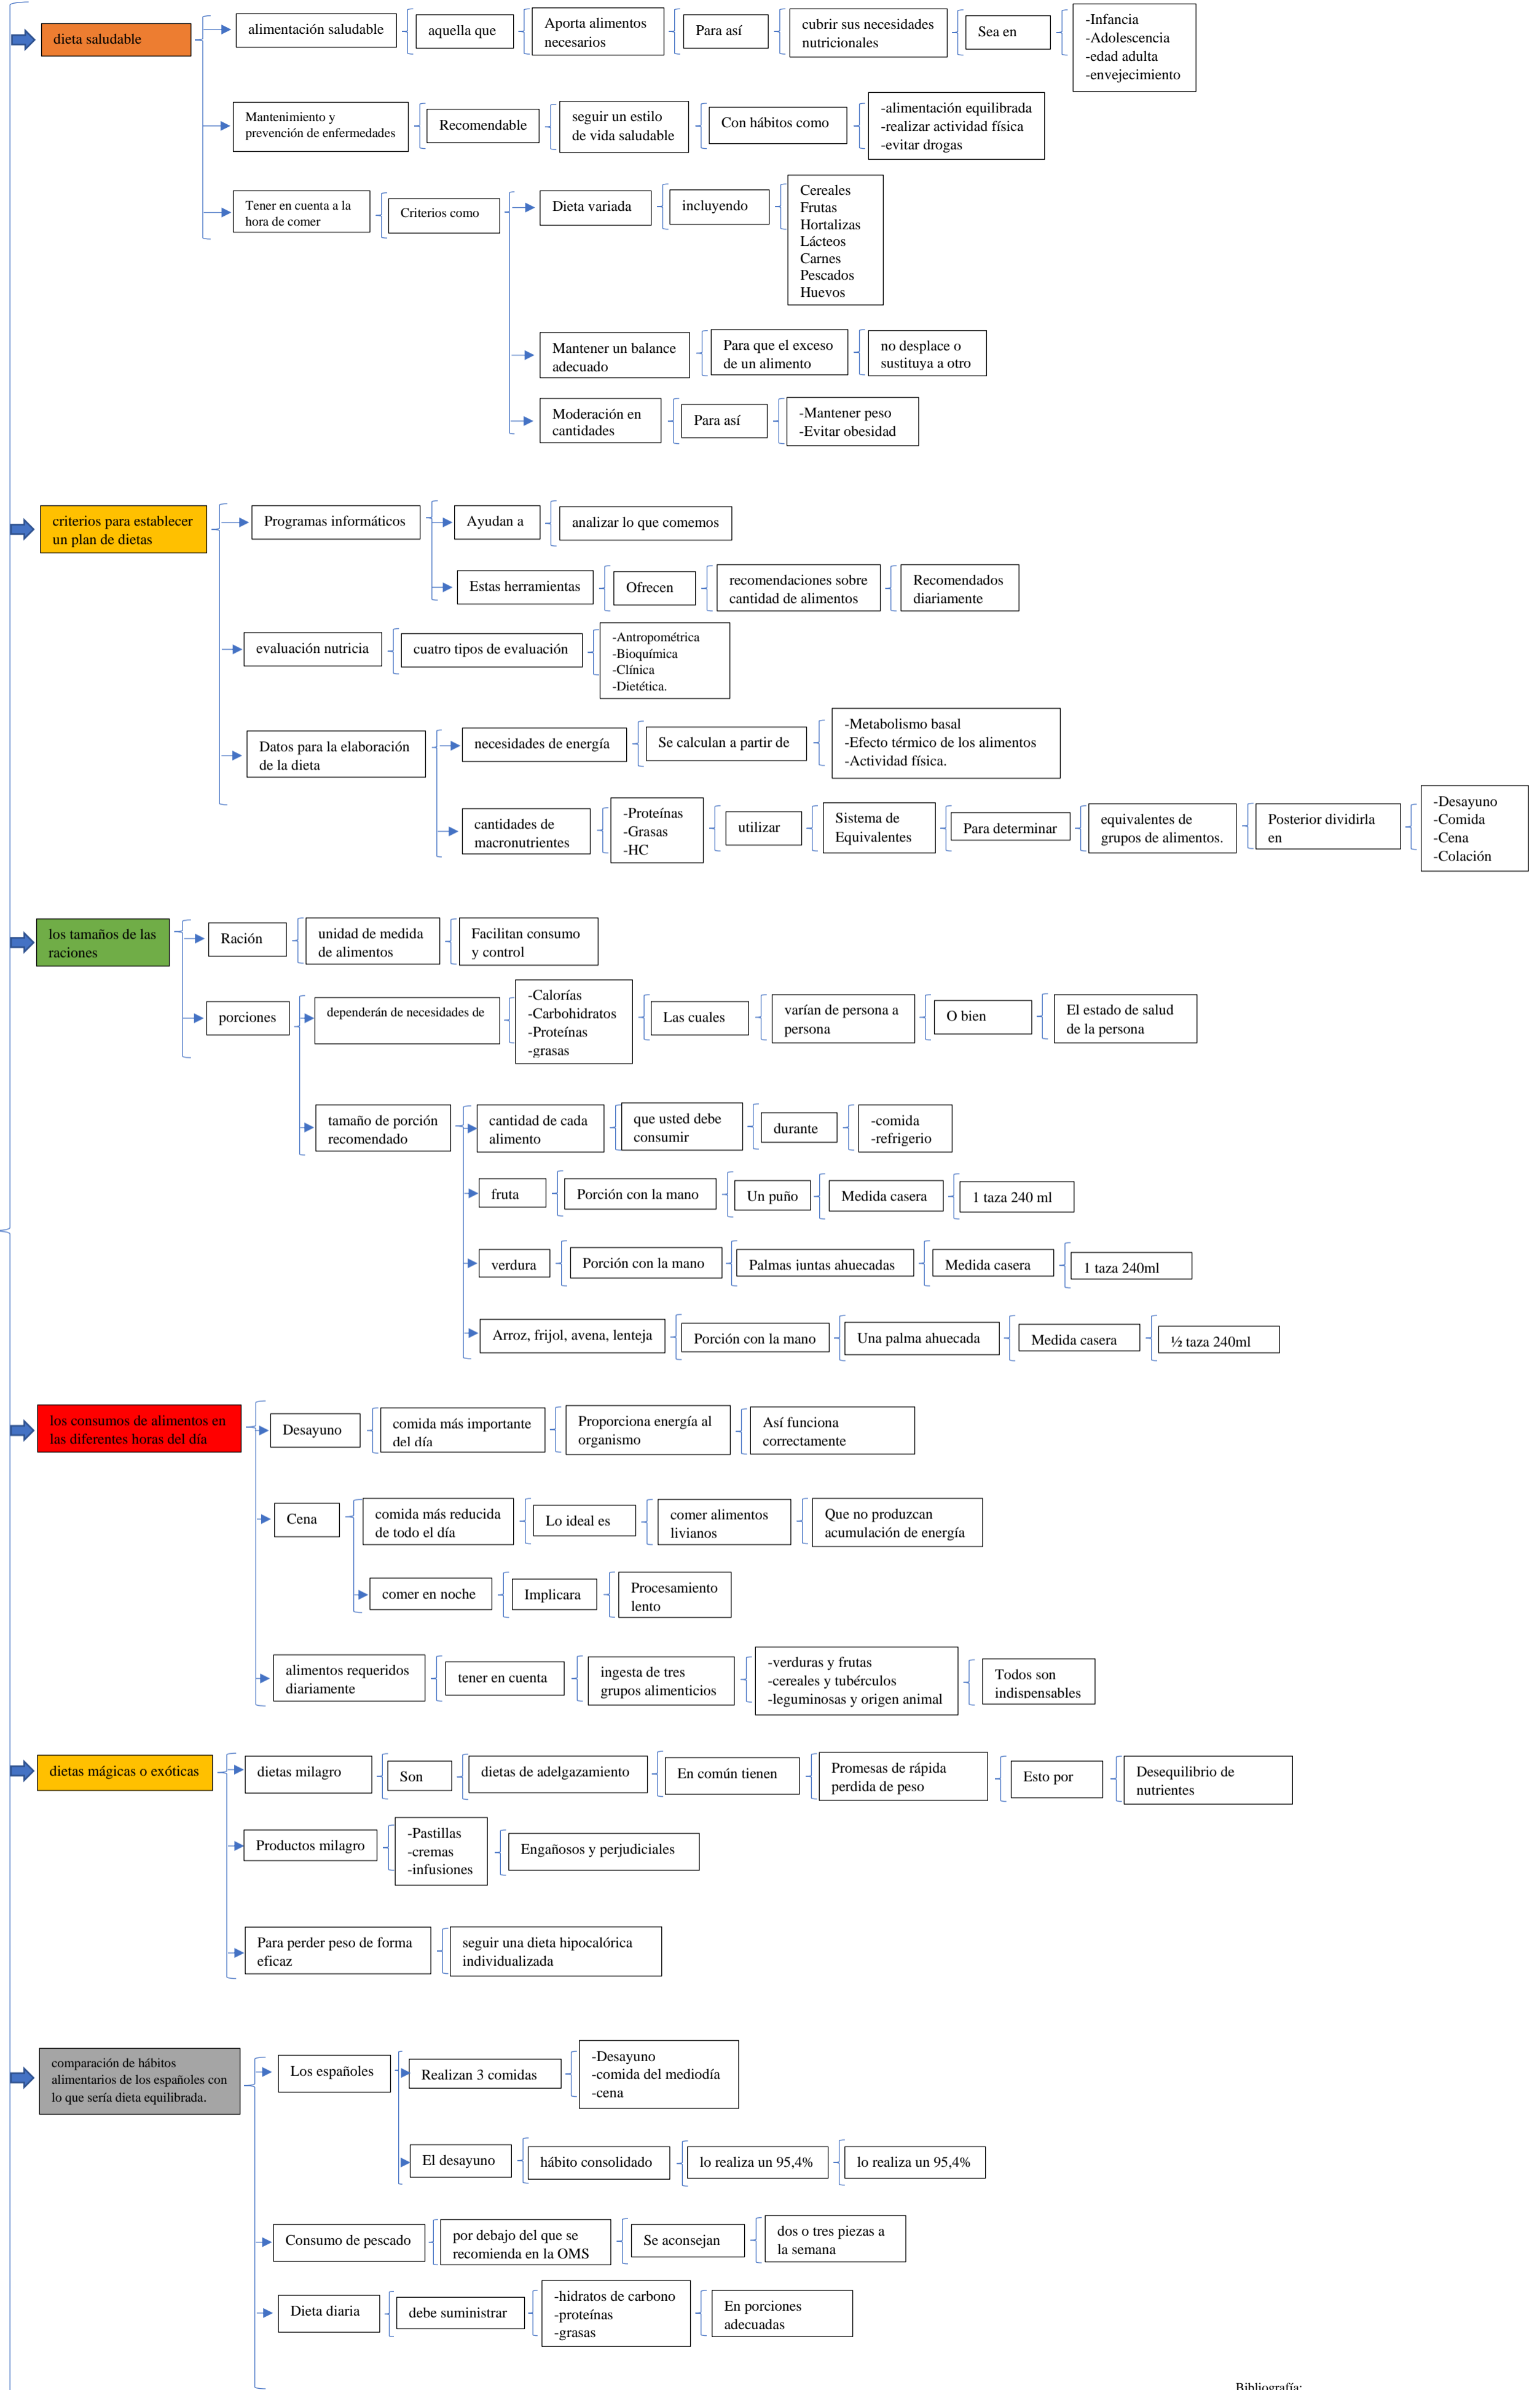 dieta saludable
alimentación saludable
aquella que
Aporta alimentos
necesarios
Para así
cubrir sus necesidades
nutricionales
Sea en
-Infancia
-Adolescencia
-edad adulta
-envejecimiento
Mantenimiento y
prevención de enfermedades
Recomendable
seguir un estilo
de vida saludable
Con hábitos como
-alimentación equilibrada
-realizar actividad física
-evitar drogas
Tener en cuenta a la
hora de comer
Criterios como
Dieta variada
incluyendo
Cereales
Frutas
Hortalizas
Lácteos
Carnes
Pescados
Huevos
Mantener un balance
adecuado
Para que el exceso
de un alimento
no desplace o
sustituya a otro
Moderación en
cantidades
Para así
-Mantener peso
-Evitar obesidad
criterios para establecer
un plan de dietas
Programas informáticos
Ayudan a
analizar lo que comemos
Estas herramientas
Ofrecen
recomendaciones sobre
cantidad de alimentos
Recomendados
diariamente
evaluación nutricia
cuatro tipos de evaluación
-Antropométrica
-Bioquímica
-Clínica
-Dietética.
Datos para la elaboración
de la dieta
necesidades de energía
Se calculan a partir de
-Metabolismo basal
-Efecto térmico de los alimentos
-Actividad física.
cantidades de
macronutrientes
-Proteínas
-Grasas
-HC
utilizar
Sistema de
Equivalentes
Para determinar
equivalentes de
grupos de alimentos.
Posterior dividirla
en
-Desayuno
-Comida
-Cena
-Colación
los tamaños de las
raciones
Ración
unidad de medida
de alimentos
Facilitan consumo
y control
porciones
dependerán de necesidades de
-Calorías
-Carbohidratos
-Proteínas
-grasas
Las cuales
varían de persona a
persona
O bien
El estado de salud
de la persona
tamaño de porción
recomendado
cantidad de cada
alimento
que usted debe
consumir
durante
-comida
-refrigerio
fruta
Porción con la mano
Un puño
Medida casera
1 taza 240 ml
verdura
Porción con la mano
Palmas juntas ahuecadas
Medida casera
1 taza 240ml
Arroz, frijol, avena, lenteja
Porción con la mano
Una palma ahuecada
Medida casera
½ taza 240ml
los consumos de alimentos en
las diferentes horas del día
Desayuno
comida más importante
del día
Proporciona energía al
organismo
Así funciona
correctamente
Cena
comida más reducida
de todo el día
Lo ideal es
comer alimentos
livianos
Que no produzcan
acumulación de energía
comer en noche
Implicara
Procesamiento
lento
alimentos requeridos
diariamente
tener en cuenta
ingesta de tres
grupos alimenticios
-verduras y frutas
-cereales y tubérculos
-leguminosas y origen animal
Todos son
indispensables
dietas mágicas o exóticas
dietas milagro
Son
dietas de adelgazamiento
En común tienen
Promesas de rápida
perdida de peso
Esto por
Desequilibrio de
nutrientes
Productos milagro
-Pastillas
-cremas
-infusiones
Engañosos y perjudiciales
Para perder peso de forma
eficaz
seguir una dieta hipocalórica
individualizada
comparación de hábitos
alimentarios de los españoles con
lo que sería dieta equilibrada.
Los españoles
Realizan 3 comidas
-Desayuno
-comida del mediodía
-cena
El desayuno
hábito consolidado
lo realiza un 95,4%
lo realiza un 95,4%
Consumo de pescado
por debajo del que se
recomienda en la OMS
Se aconsejan
dos o tres piezas a
la semana
Dieta diaria
debe suministrar
-hidratos de carbono
-proteínas
-grasas
En porciones
adecuadas
Bibliografía: